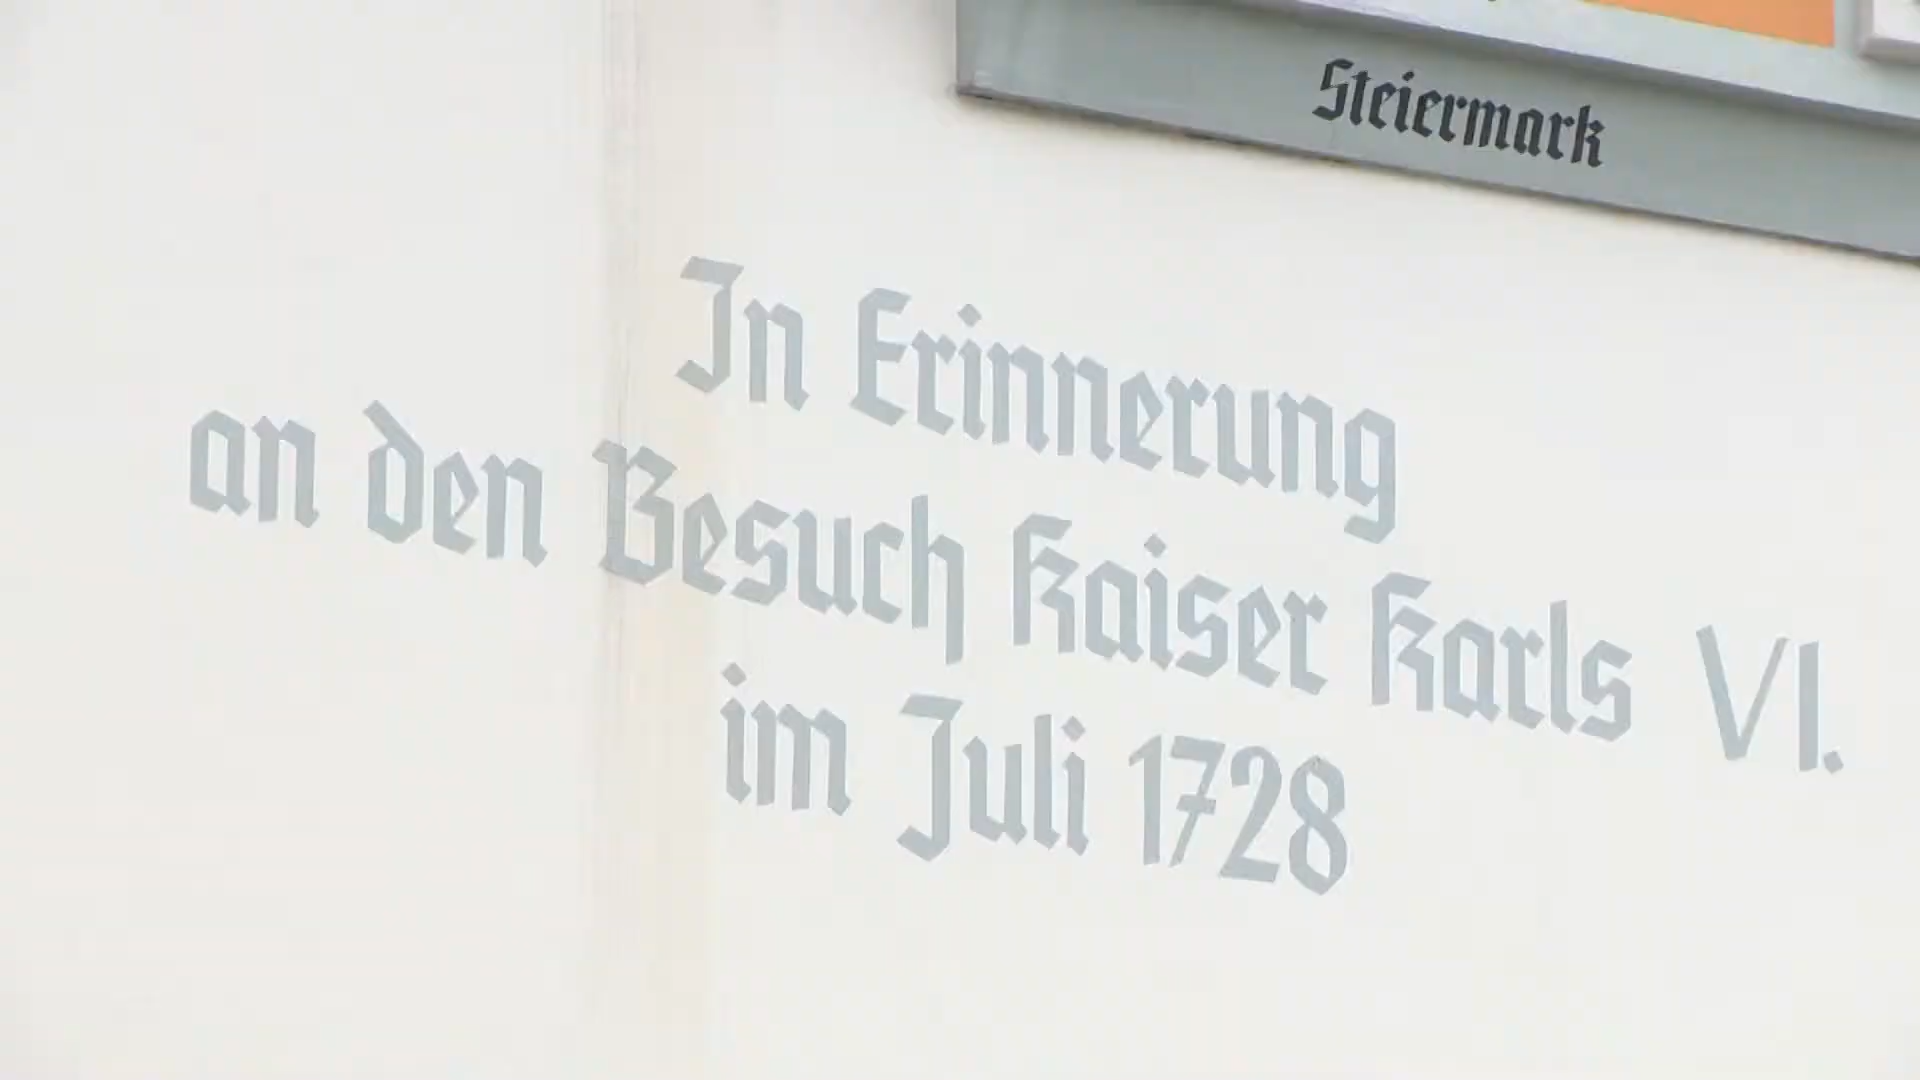 Steiermark
In Erinnerung
an den Besuch Kaiser Karls VI.
im Juli 1728